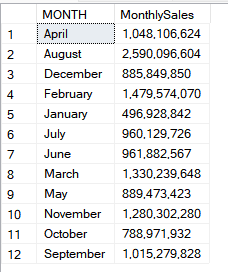 MONTH MonthlySales
1 April 1,048,106,624
2 August 2,590,096,604
3 December 885,849,850
4 February 1,479,574,070
5 January 496,928,842
6 July 960,129,726
7 June 961,882,567
8 March 1,330,239,648
9 May 889,473,423
10 November 1,280,302,280
11 October 788,971,932
12 September 1,015,279,828